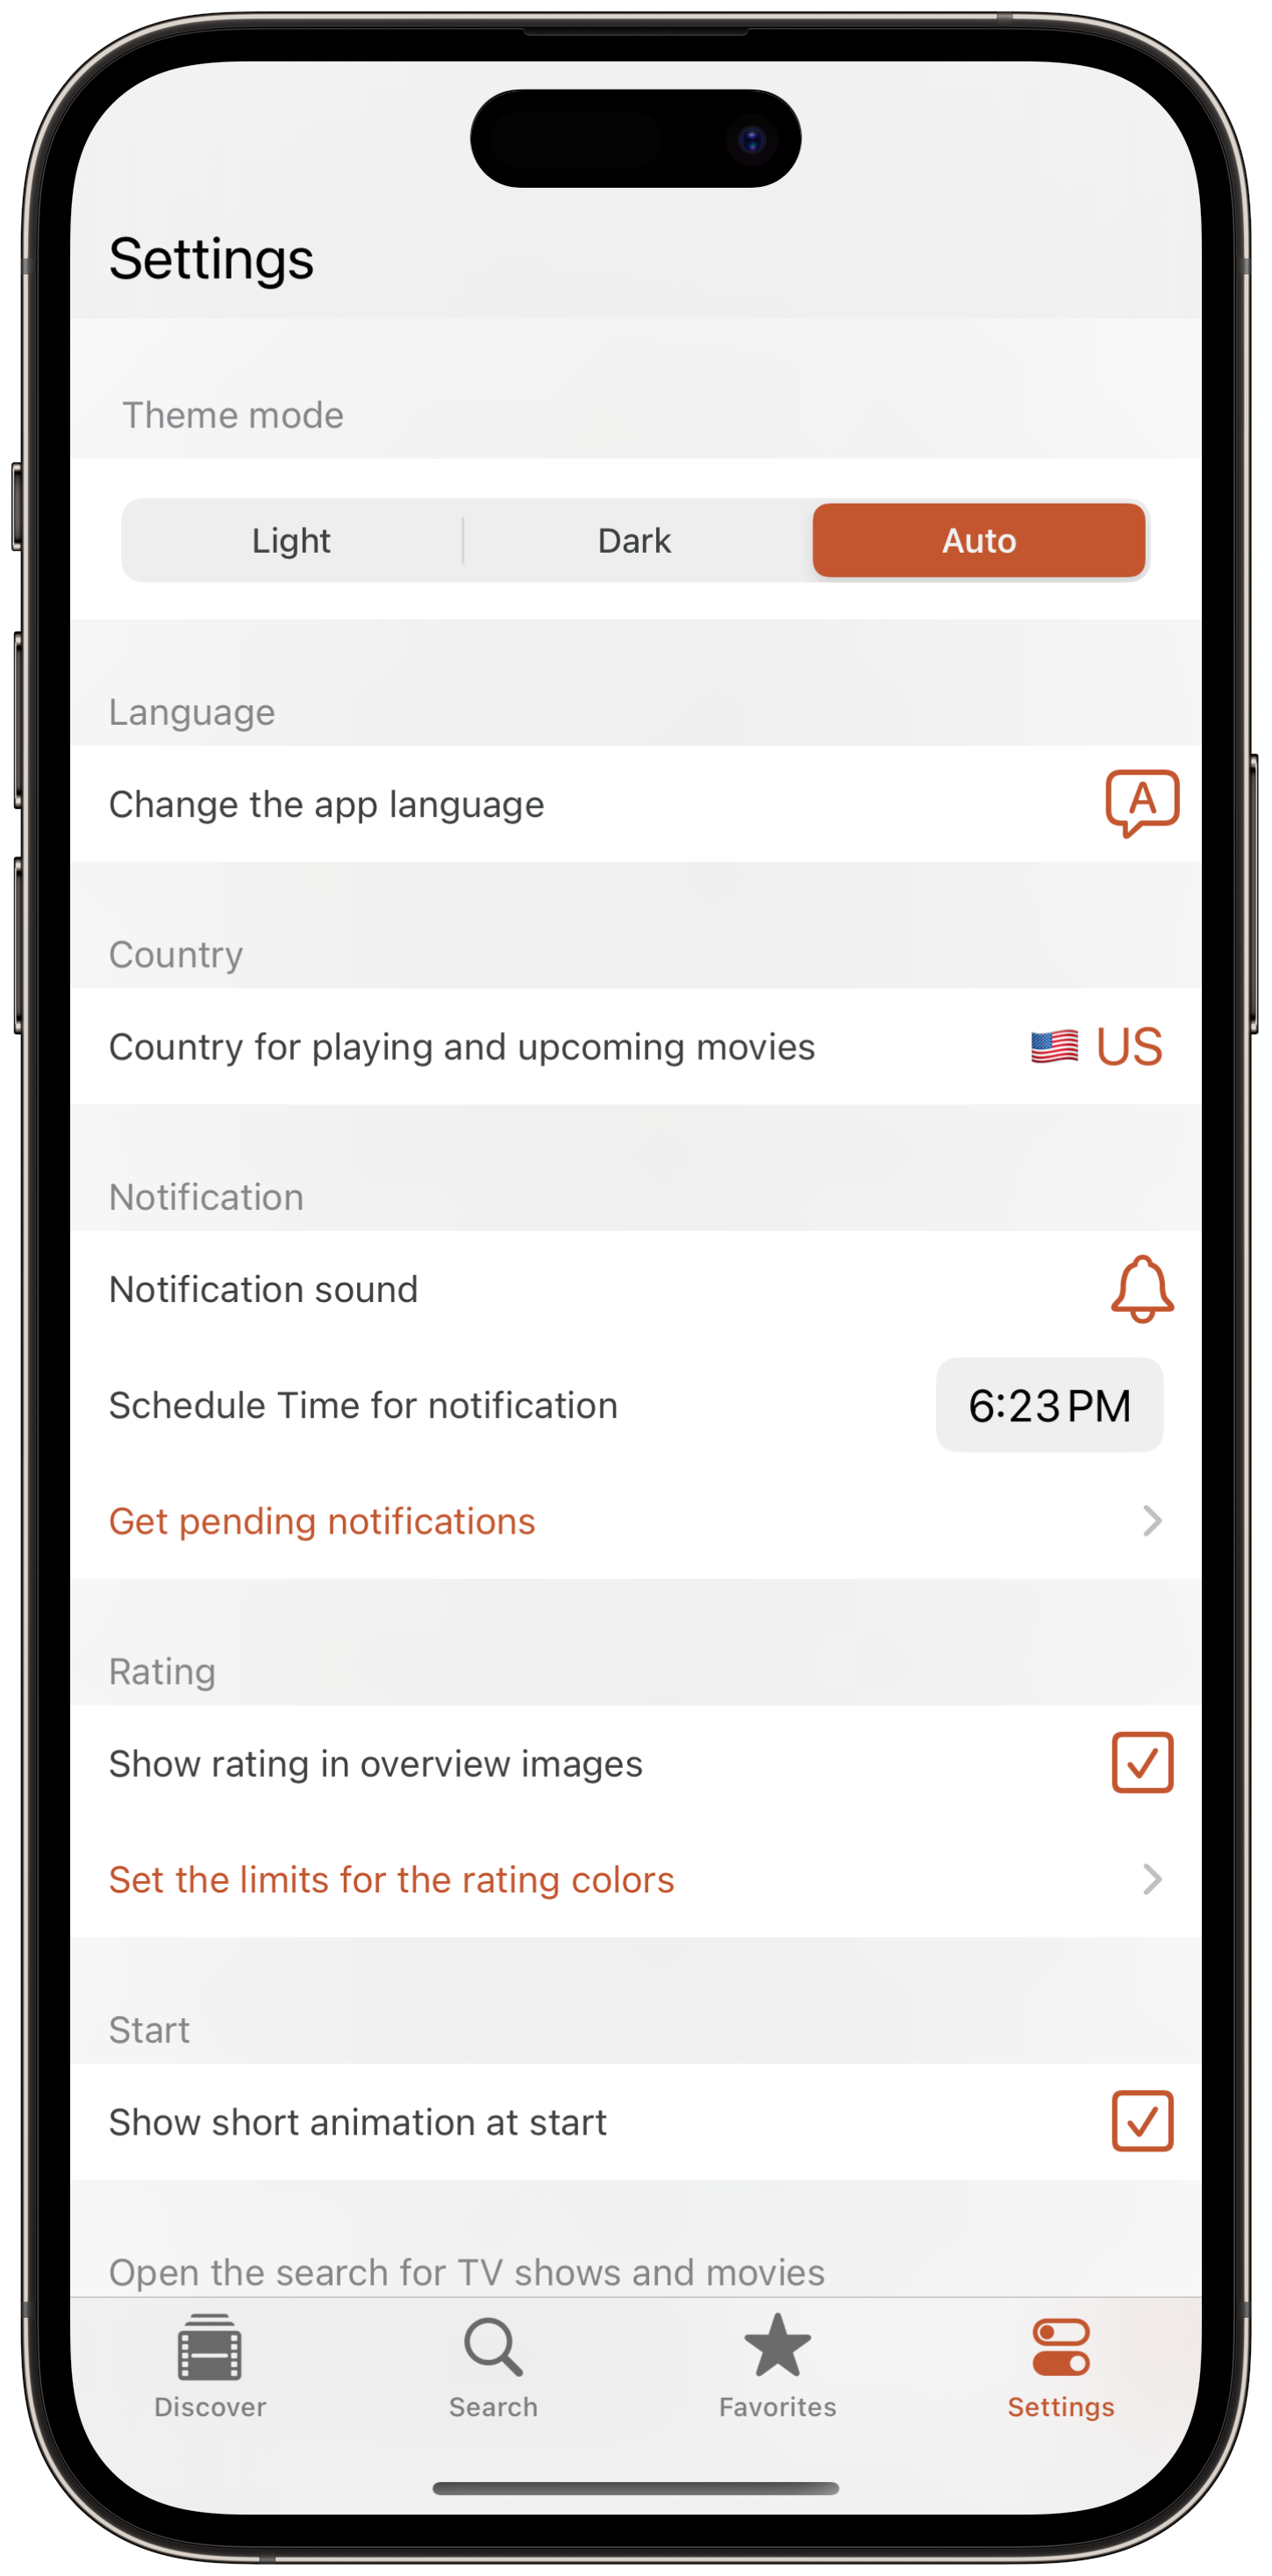 Settings
Theme mode
Light Dark Auto
Language
Change the app language
A
Country
Country for playing and upcoming movies
🇺🇸 US
Notification
Notification sound
Schedule Time for notification
6:23 PM
Get pending notifications
Rating
Show rating in overview images
Set the limits for the rating colors
Start
Show short animation at start
Open the search for TV shows and movies
Discover Search Favorites Settings